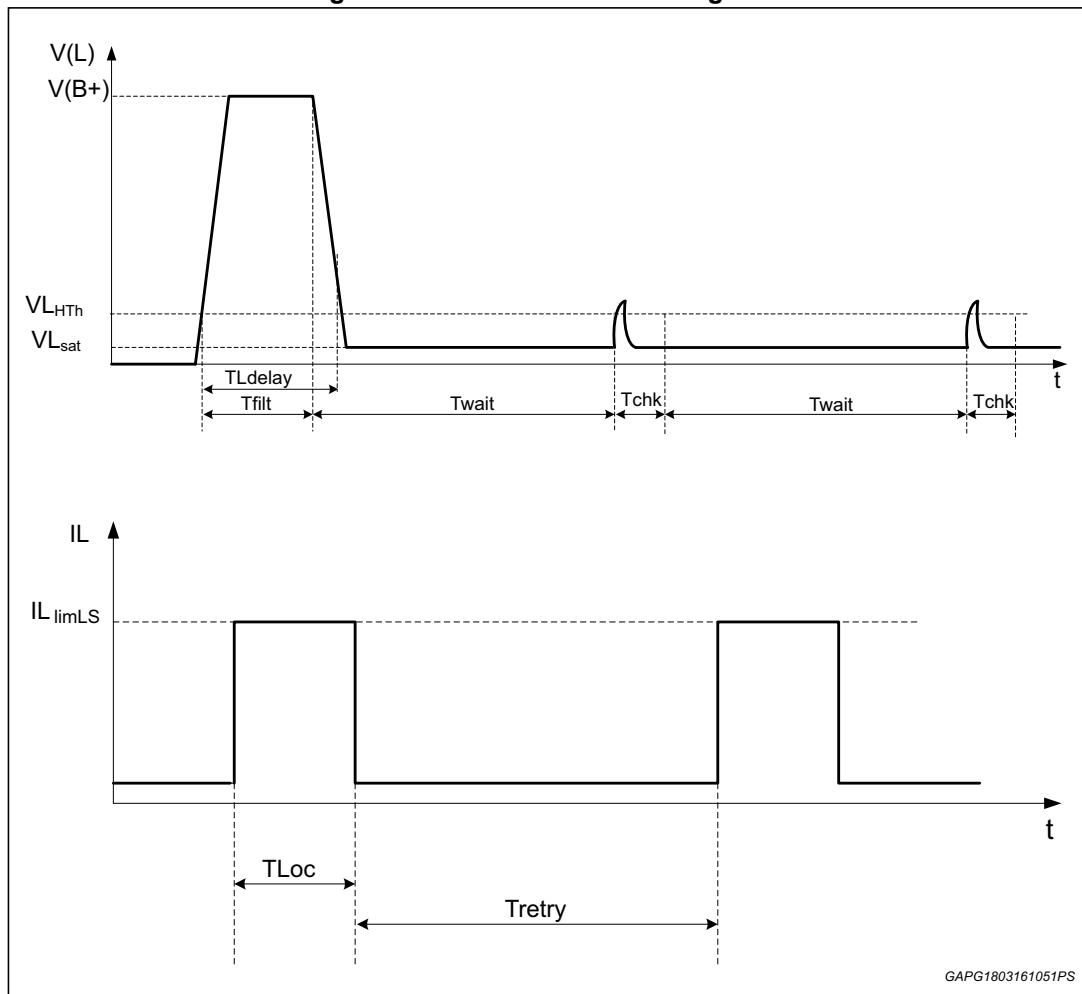 V(L)
V(B+)
VLHTh
VLsat
TLdelay
t
Tfilt
Twait
Tchk
Twait
Tchk
IL
IL limLS
t
TLoc
Tretry
GAPG1803161051PS